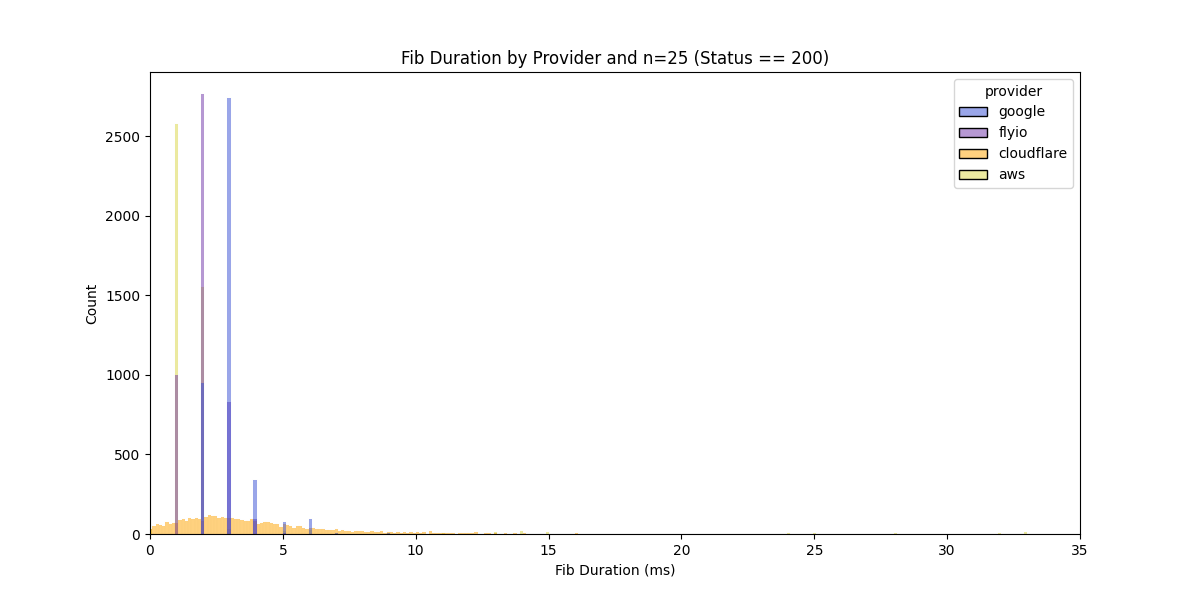 Fib Duration by Provider and n=25 (Status == 200)
provider
google
flyio
cloudflare
aws
Count
2500
2000
1500
1000
500
0
0 5 10 15 20 25 30 35
Fib Duration (ms)